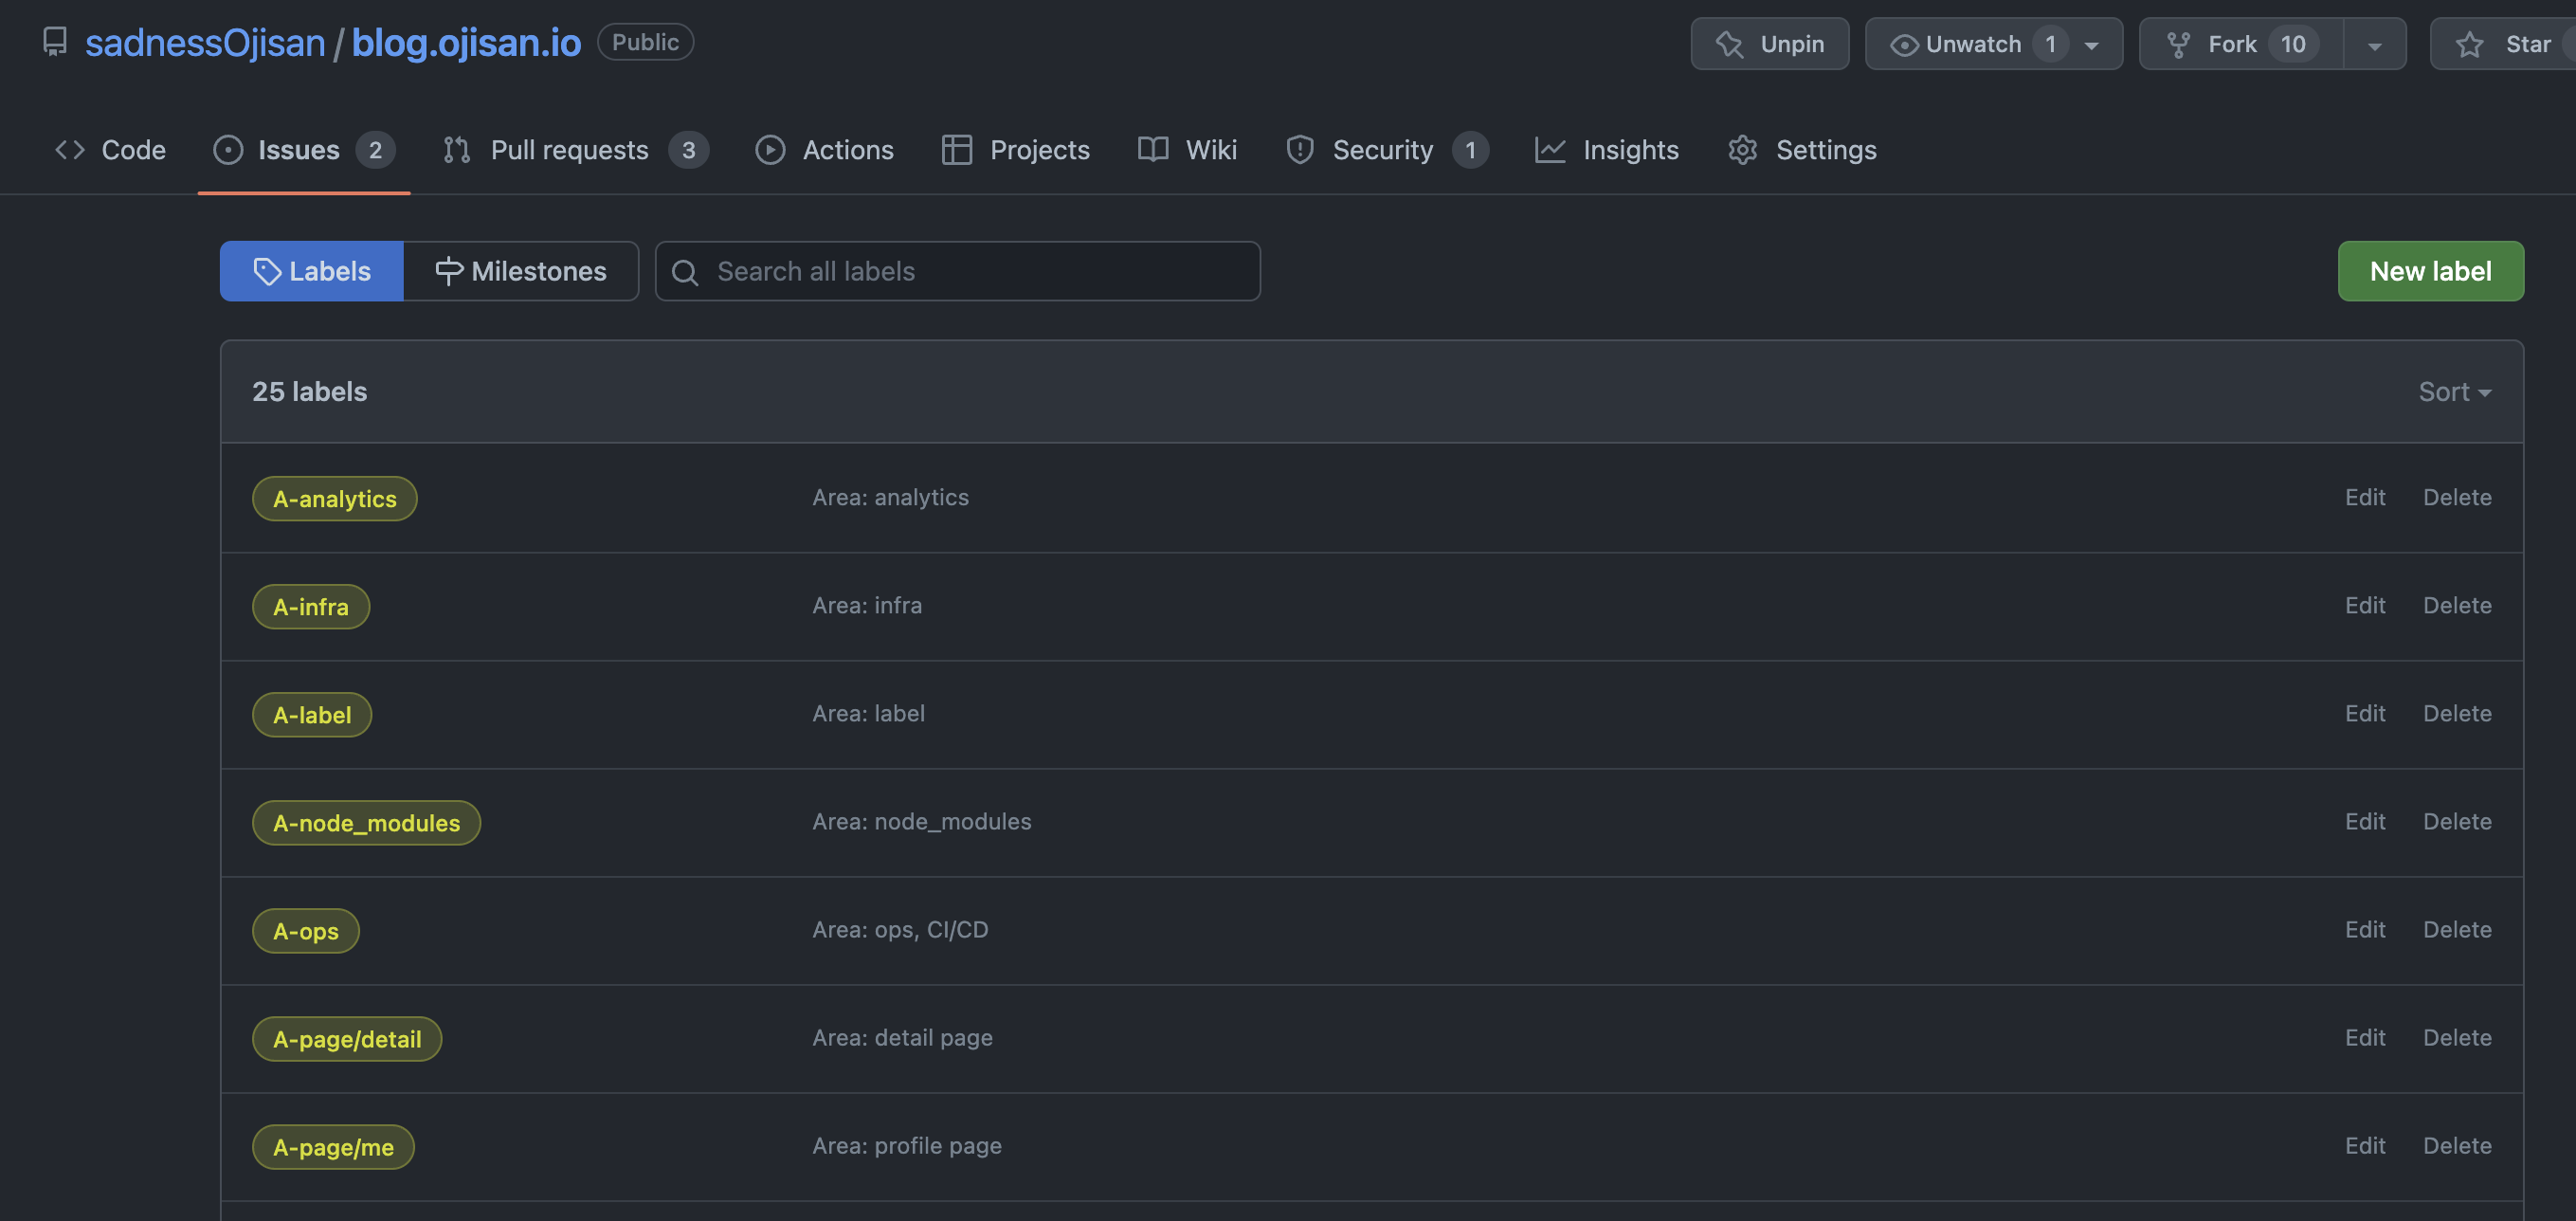 sadnessOjisan / blog.ojisan.io Public Unpin Unwatch 1 Fork 10 Star
Code Issues 2 Pull requests 3 Actions Projects Wiki Security 1 Insights Settings
Labels Milestones Search all labels New label
25 labels Sort
A-analytics Area: analytics Edit Delete
A-infra Area: infra Edit Delete
A-label Area: label Edit Delete
A-node_modules Area: node_modules Edit Delete
A-ops Area: ops, CI/CD Edit Delete
A-page/detail Area: detail page Edit Delete
A-page/me Area: profile page Edit Delete